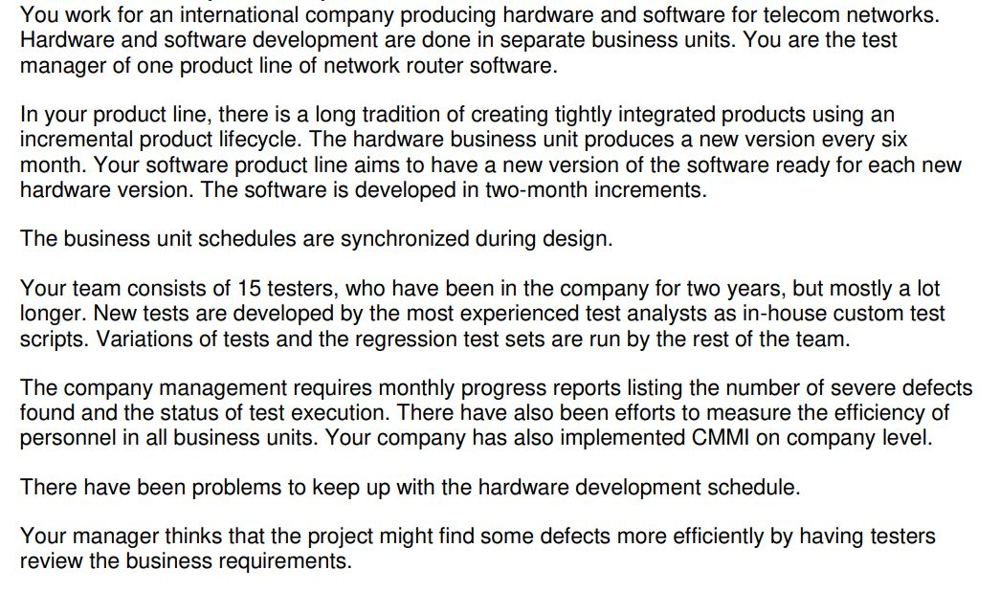 You work for an international company producing hardware and software for telecom networks.
Hardware and software development are done in separate business units. You are the test
manager of one product line of network router software.
In your product line, there is a long tradition of creating tightly integrated products using an
incremental product lifecycle. The hardware business unit produces a new version every six
month. Your software product line aims to have a new version of the software ready for each new
hardware version. The software is developed in two-month increments.
The business unit schedules are synchronized during design.
Your team consists of 15 testers, who have been in the company for two years, but mostly a lot
longer. New tests are developed by the most experienced test analysts as in-house custom test
scripts. Variations of tests and the regression test sets are run by the rest of the team.
The company management requires monthly progress reports listing the number of severe defects
found and the status of test execution. There have also been efforts to measure the efficiency of
personnel in all business units. Your company has also implemented CMMI on company level.
There have been problems to keep up with the hardware development schedule.
Your manager thinks that the project might find some defects more efficiently by having testers
review the business requirements.